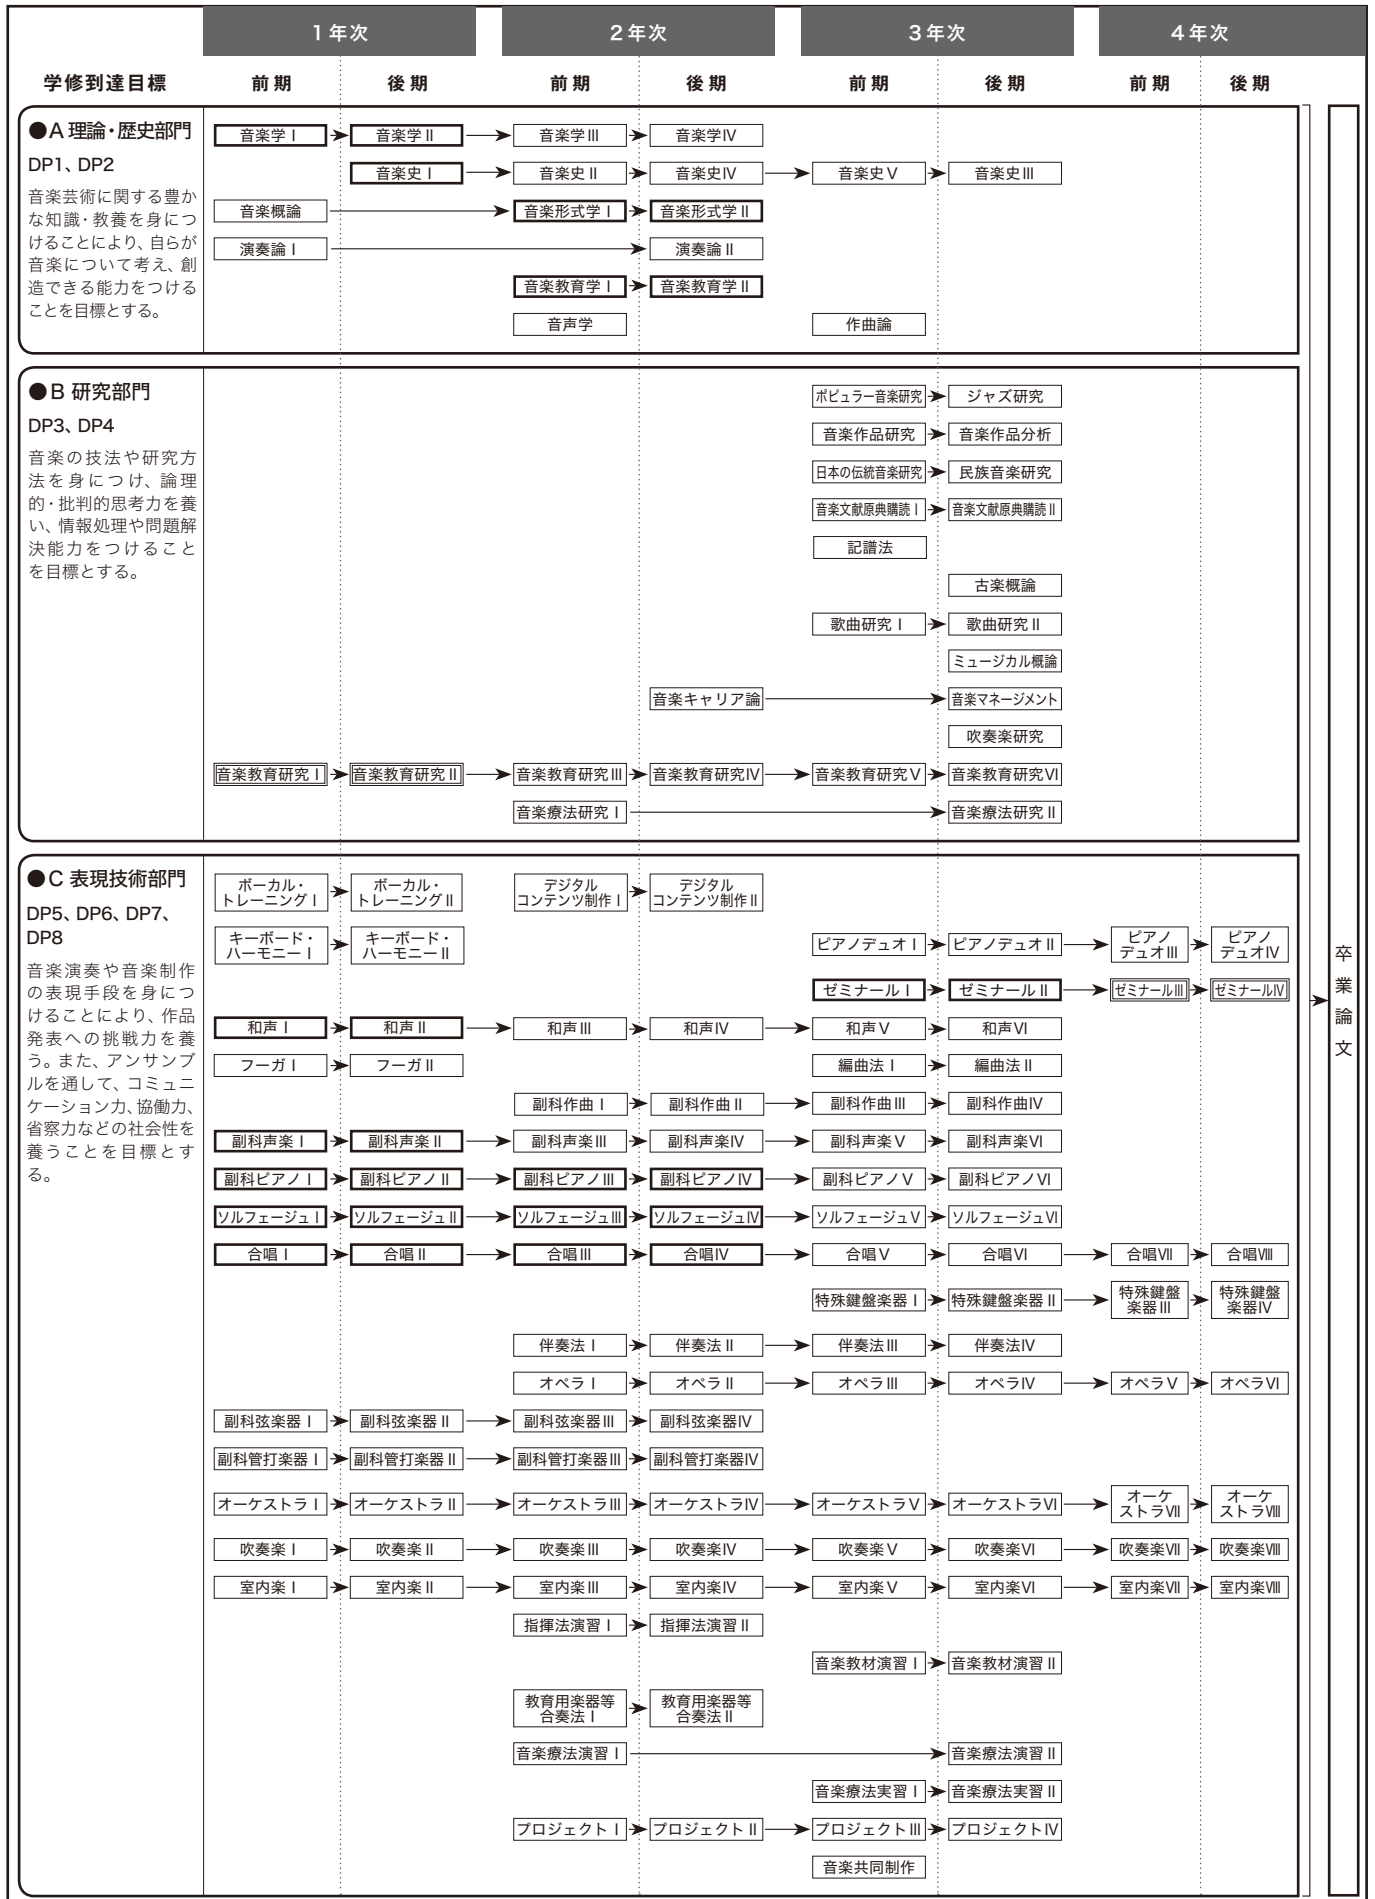 1年次 2年次 3年次 4年次
学修到達目標 前期 後期 前期 後期 前期 後期 前期 後期
●A 理論・歴史部門
DP1、DP2
音楽芸術に関する豊か
な知識・教養を身につ
けることにより、自らが
音楽について考え、創
造できる能力をつける
ことを目標とする。
音楽学Ⅰ 音楽学Ⅱ 音楽学Ⅲ 音楽学Ⅳ
音楽史Ⅰ 音楽史Ⅱ 音楽史Ⅳ 音楽史Ⅴ 音楽史Ⅲ
音楽概論 音楽形式学Ⅰ 音楽形式学Ⅱ
演奏論Ⅰ 演奏論Ⅱ
音楽教育学Ⅰ 音楽教育学Ⅱ
音声学 作曲論
●B 研究部門
DP3、DP4
音楽の技法や研究方
法を身につけ、論理
的・批判的思考力を養
い、情報処理や問題解
決能力をつけること
を目標とする。
ポピュラー音楽研究 ジャズ研究
音楽作品研究 音楽作品分析
日本の伝統音楽研究 民族音楽研究
音楽文献原典購読Ⅰ 音楽文献原典購読Ⅱ
記譜法
古楽概論
歌曲研究Ⅰ 歌曲研究Ⅱ
ミュージカル概論
音楽キャリア論 音楽マネージメント
吹奏楽研究
音楽教育研究Ⅰ 音楽教育研究Ⅱ 音楽教育研究Ⅲ 音楽教育研究Ⅳ 音楽教育研究Ⅴ 音楽教育研究Ⅵ
音楽療法研究Ⅰ 音楽療法研究Ⅱ
●C 表現技術部門
DP5、DP6、DP7、
DP8
音楽演奏や音楽制作
の表現手段を身につ
けることにより、作品
発表への挑戦力を養
う。また、アンサンブ
ルを通して、コミュニ
ケーション力、協働力、
省察力などの社会性を
養うことを目標とす
る。
ボーカル・ ボーカル・ デジタル デジタル
トレーニングⅠ トレーニングⅡ コンテンツ制作Ⅰ コンテンツ制作Ⅱ
キーボード・ キーボード・ ピアノデュオⅠ ピアノデュオⅡ ピアノ ピアノ
ハーモニーⅠ ハーモニーⅡ デュオⅢ デュオⅣ
ゼミナールⅠ ゼミナールⅡ ゼミナールⅢ ゼミナールⅣ
和声Ⅰ 和声Ⅱ 和声Ⅲ 和声Ⅳ 和声Ⅴ 和声Ⅵ
フーガⅠ フーガⅡ 編曲法Ⅰ 編曲法Ⅱ
副科作曲Ⅰ 副科作曲Ⅱ 副科作曲Ⅲ 副科作曲Ⅳ
副科声楽Ⅰ 副科声楽Ⅱ 副科声楽Ⅲ 副科声楽Ⅳ 副科声楽Ⅴ 副科声楽Ⅵ
副科ピアノⅠ 副科ピアノⅡ 副科ピアノⅢ 副科ピアノⅣ 副科ピアノⅤ 副科ピアノⅥ
ソルフェージュⅠ ソルフェージュⅡ ソルフェージュⅢ ソルフェージュⅣ ソルフェージュⅤ ソルフェージュⅥ
合唱Ⅰ 合唱Ⅱ 合唱Ⅲ 合唱Ⅳ 合唱Ⅴ 合唱Ⅵ 合唱Ⅶ 合唱Ⅷ
特殊鍵盤楽器Ⅰ 特殊鍵盤楽器Ⅱ 特殊鍵盤 特殊鍵盤
楽器Ⅲ 楽器Ⅳ
伴奏法Ⅰ 伴奏法Ⅱ 伴奏法Ⅲ 伴奏法Ⅳ
オペラⅠ オペラⅡ オペラⅢ オペラⅣ オペラⅤ オペラⅥ
副科弦楽器Ⅰ 副科弦楽器Ⅱ 副科弦楽器Ⅲ 副科弦楽器Ⅳ
副科管打楽器Ⅰ 副科管打楽器Ⅱ 副科管打楽器Ⅲ 副科管打楽器Ⅳ
オーケストラⅠ オーケストラⅡ オーケストラⅢ オーケストラⅣ オーケストラⅤ オーケストラⅥ オーケ オーケ
ストラⅦ ストラⅧ
吹奏楽Ⅰ 吹奏楽Ⅱ 吹奏楽Ⅲ 吹奏楽Ⅳ 吹奏楽Ⅴ 吹奏楽Ⅵ 吹奏楽Ⅶ 吹奏楽Ⅷ
室内楽Ⅰ 室内楽Ⅱ 室内楽Ⅲ 室内楽Ⅳ 室内楽Ⅴ 室内楽Ⅵ 室内楽Ⅶ 室内楽Ⅷ
指揮法演習Ⅰ 指揮法演習Ⅱ
音楽教材演習Ⅰ 音楽教材演習Ⅱ
教育用楽器等 教育用楽器等
合奏法Ⅰ 合奏法Ⅱ
音楽療法演習Ⅰ 音楽療法演習Ⅱ
音楽療法実習Ⅰ 音楽療法実習Ⅱ
プロジェクトⅠ プロジェクトⅡ プロジェクトⅢ プロジェクトⅣ
音楽共同制作
卒業論文